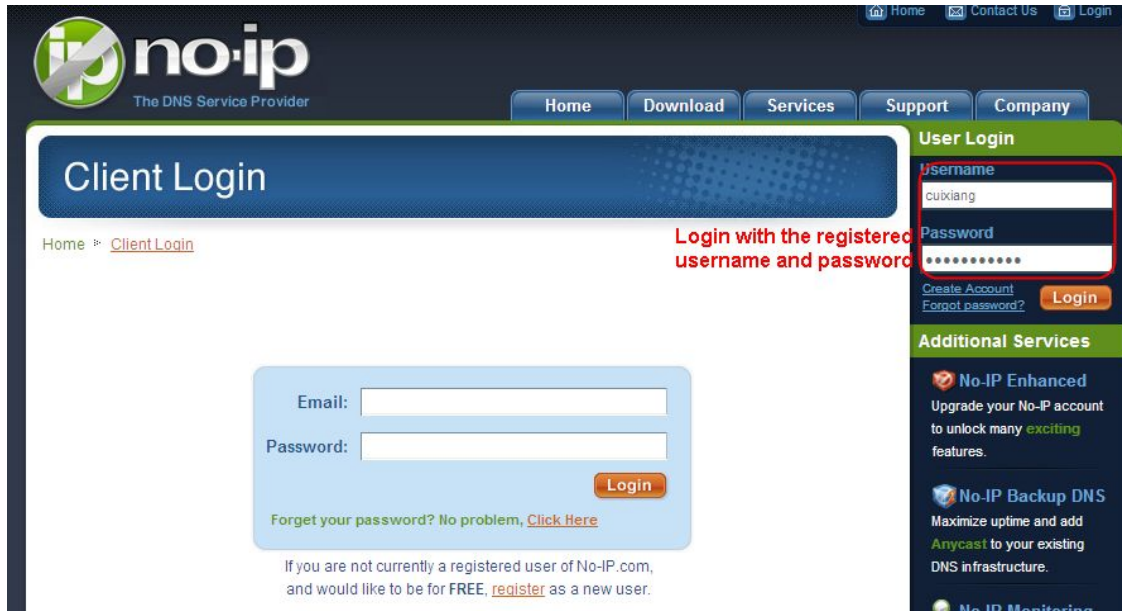 Home Contact Us Login
ip no·ip
The DNS Service Provider
Home Download Services Support Company
Client Login
Home Client Login
Login with the registered
username and password
User Login
Username
cuixiang
Password
•••••••••••
Create Account
Forgot password?
Login
Email:
Password:
Login
Forget your password? No problem, Click Here
If you are not currently a registered user of No-IP.com,
and would like to be for FREE, register as a new user.
Additional Services
No-IP Enhanced
Upgrade your No-IP account
to unlock many exciting
features.
No-IP Backup DNS
Maximize uptime and add
Anycast to your existing
DNS infrastructure.
No-IP Monitoring